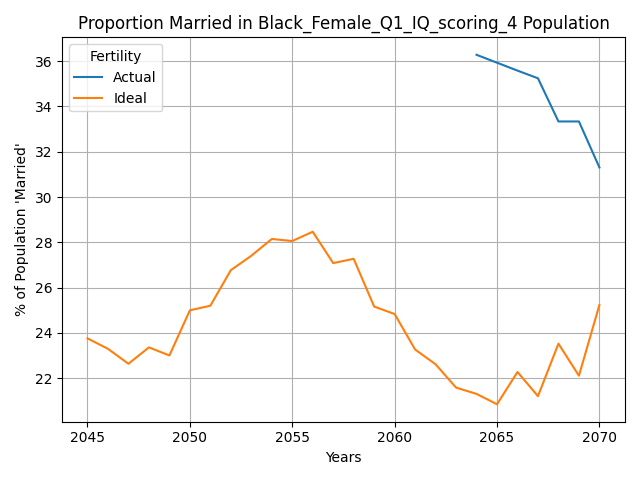 Proportion Married in Black_Female_Q1_IQ_scoring_4 Population
Fertility
Actual
Ideal
% of Population 'Married'
36
34
32
30
28
26
24
22
2045
2050
2055
2060
2065
2070
Years